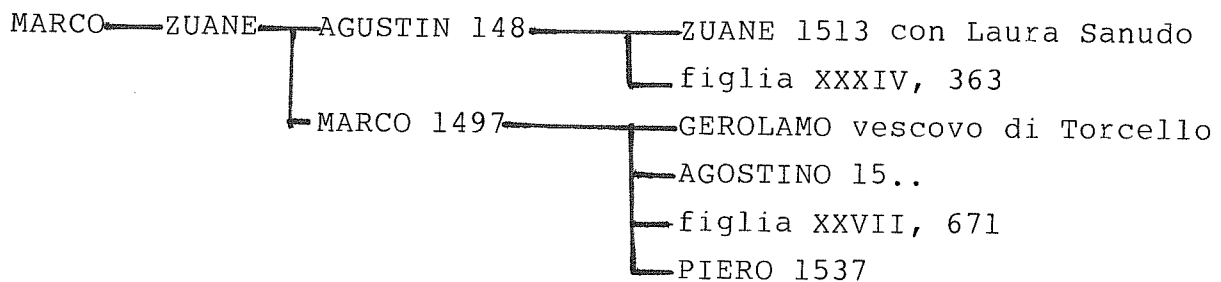 MARCO ZUANE AGUSTIN 148 ZUANE 1513 con Laura Sanudo
figlia XXXIV, 363
MARCO 1497 GEROLAMO vescovo di Torcello
AGOSTINO 15..
figlia XXVII, 671
PIERO 1537